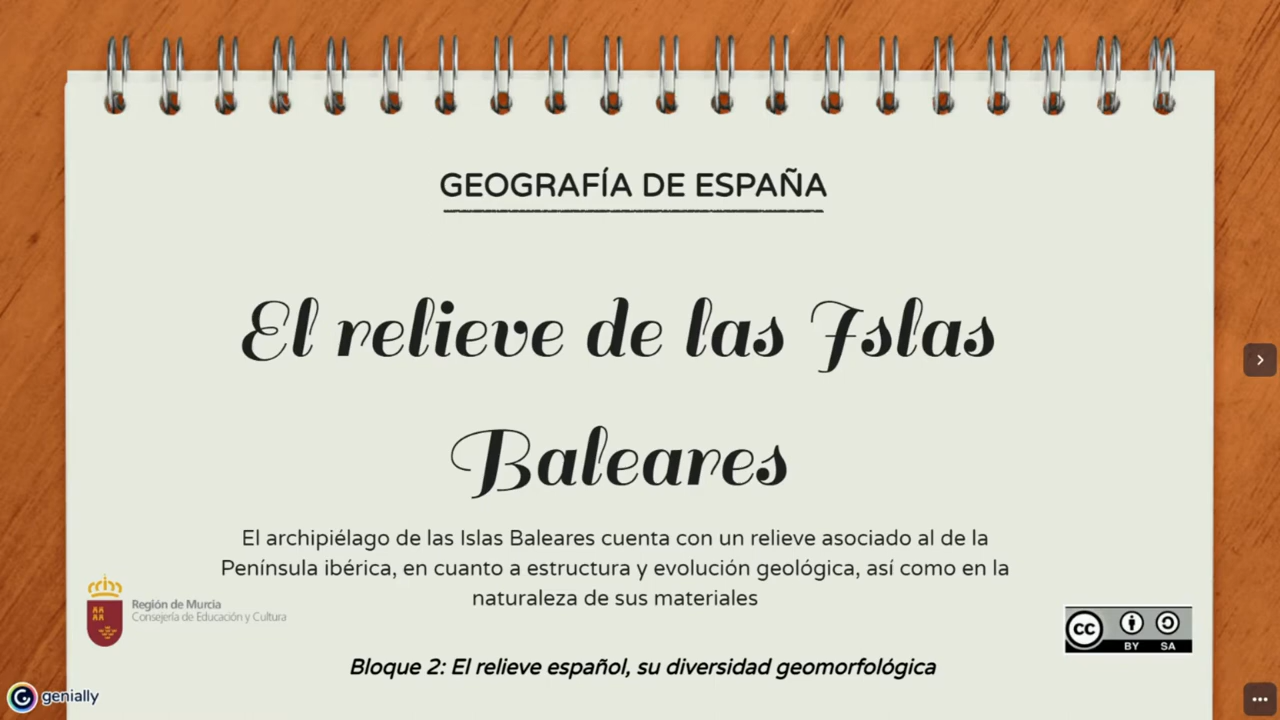 GEOGRAFÍA DE ESPAÑA
El relieve de las Islas
Baleares
El archipiélago de las Islas Baleares cuenta con un relieve asociado al de la
Península ibérica, en cuanto a estructura y evolución geológica, así como en la
naturaleza de sus materiales
Región de Murcia
Consejería de Educación y Cultura
cc
BY SA
Bloque 2: El relieve español, su diversidad geomorfológica
genially